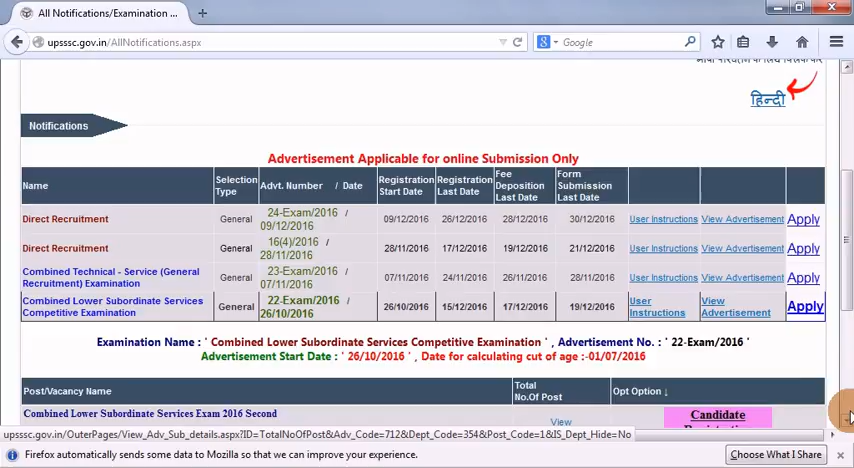 All Notifications/Examination ...
upsssc.gov.in/AllNotifications.aspx
Google
हिन्दी
Notifications
Advertisement Applicable for online Submission Only
Name Selection Type Advt. Number / Date Registration Start Date Registration Last Date Fee Deposition Last Date Form Submission Last Date
Direct Recruitment General 24-Exam/2016 / 09/12/2016 09/12/2016 26/12/2016 28/12/2016 30/12/2016 User Instructions View Advertisement Apply
Direct Recruitment General 16(4)/2016 / 28/11/2016 28/11/2016 17/12/2016 19/12/2016 21/12/2016 User Instructions View Advertisement Apply
Combined Technical - Service (General Recruitment) Examination General 23-Exam/2016 / 07/11/2016 07/11/2016 24/11/2016 26/11/2016 28/11/2016 User Instructions View Advertisement Apply
Combined Lower Subordinate Services Competitive Examination General 22-Exam/2016 / 26/10/2016 26/10/2016 15/12/2016 17/12/2016 19/12/2016 User Instructions View Advertisement Apply
Examination Name : ' Combined Lower Subordinate Services Competitive Examination ' , Advertisement No. : ' 22-Exam/2016 '
Advertisement Start Date : ' 26/10/2016 ', Date for calculating cut of age :-01/07/2016
Post/Vacancy Name Total No.Of Post Opt Option ↓
Combined Lower Subordinate Services Exam 2016 Second View Candidate
upsssc.gov.in/OuterPages/View_Adv_Sub_details.aspx?ID=TotalNoOfPost&Adv_Code=712&Dept_Code=354&Post_Code=1&IS_Dept_Hide=No
Firefox automatically sends some data to Mozilla so that we can improve your experience. Choose What I Share